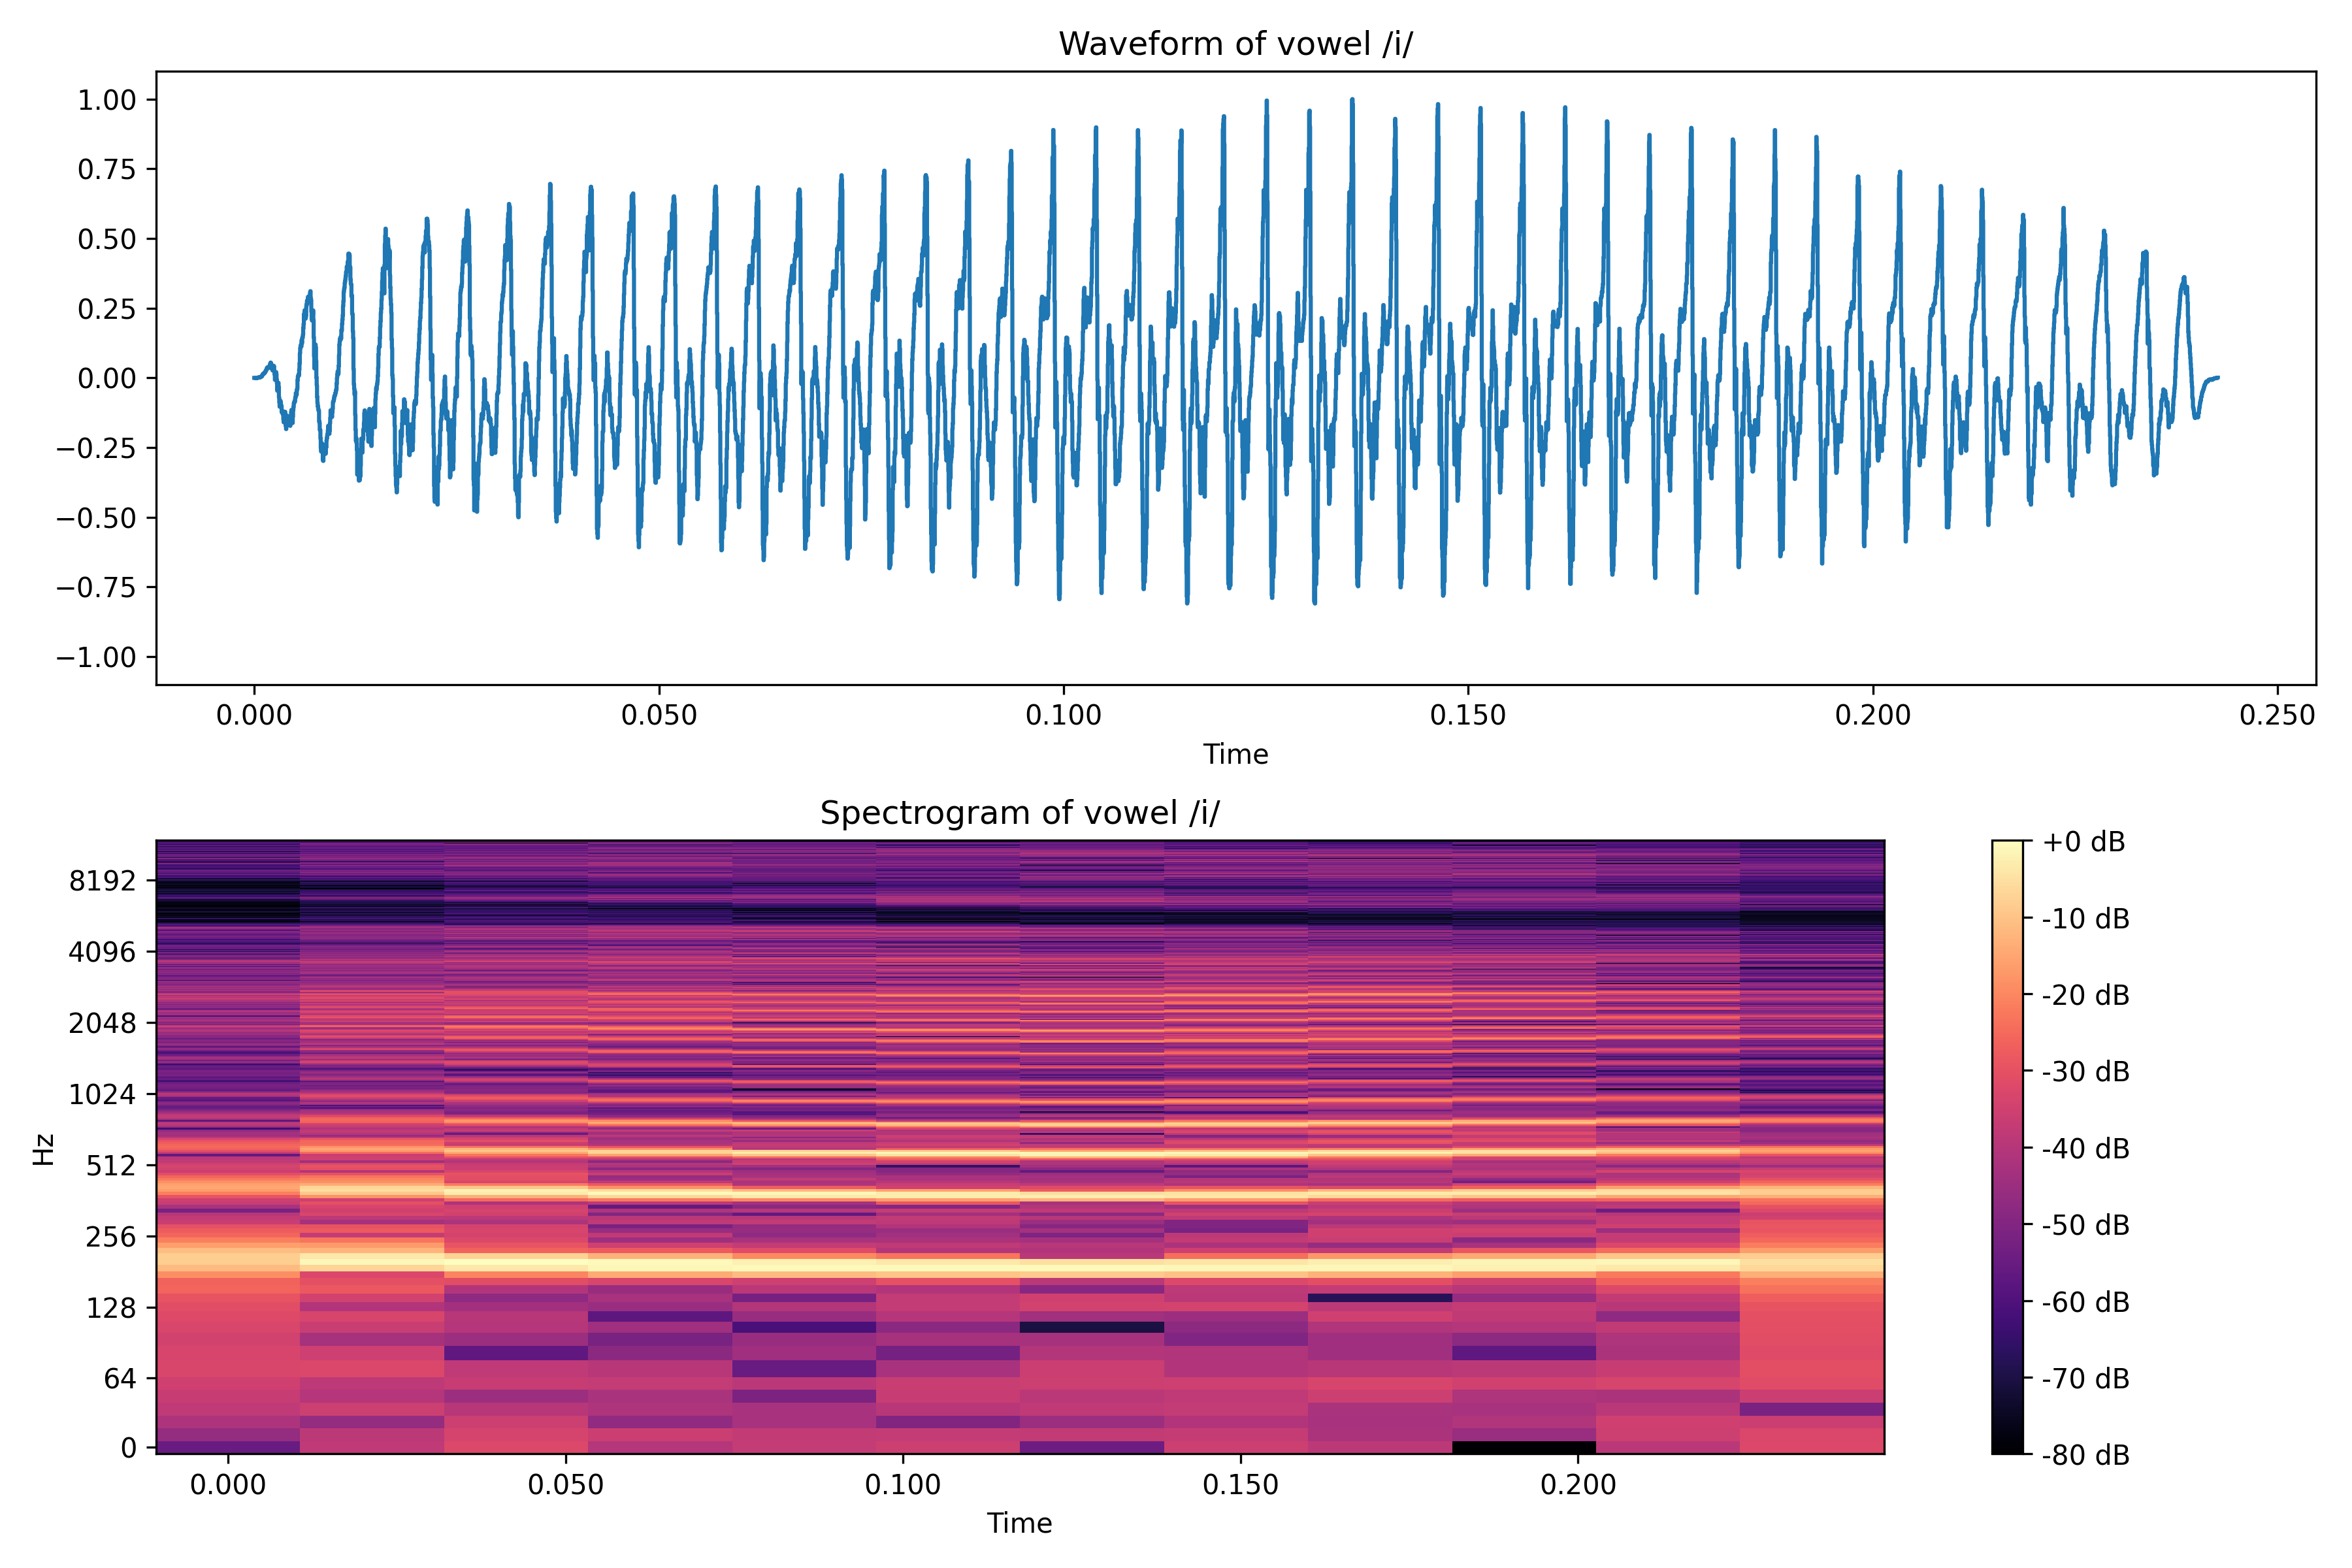 Waveform of vowel /i/
1.00
0.75
0.50
0.25
0.00
−0.25
−0.50
−0.75
−1.00
0.000 0.050 0.100 0.150 0.200 0.250
Time
Spectrogram of vowel /i/
Hz
8192
4096
2048
1024
512
256
128
64
0
0.000 0.050 0.100 0.150 0.200
Time
+0 dB
-10 dB
-20 dB
-30 dB
-40 dB
-50 dB
-60 dB
-70 dB
-80 dB